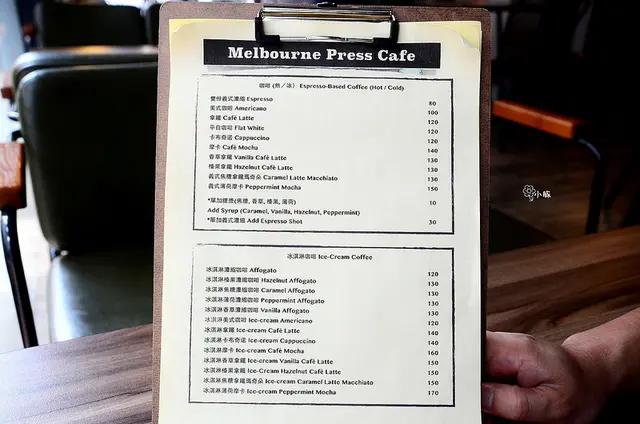 Melbourne Press Cafe
咖啡 (熱／冰) Espresso-Based Coffee (Hot / Cold)
雙份義式濃縮 Espresso 80
美式咖啡 Americano 100
拿鐵 Café Latte 120
平白咖啡 Flat White 120
卡布奇諾 Cappuccino 120
摩卡 Café Mocha 140
香草拿鐵 Vanilla Café Latte 130
榛果拿鐵 Hazelnut Café Latte 130
義式焦糖拿鐵瑪奇朵 Caramel Latte Macchiato 130
義式薄荷摩卡 Peppermint Mocha 150
*單加糖漿(焦糖, 香草, 榛果, 薄荷) 10
Add Syrup (Caramel, Vanilla, Hazelnut, Peppermint)
*單加義式濃縮 Add Espresso Shot 30
冰淇淋咖啡 Ice-Cream Coffee
冰淇淋濃縮咖啡 Affogato 120
冰淇淋榛果濃縮咖啡 Hazelnut Affogato 130
冰淇淋焦糖濃縮咖啡 Caramel Affogato 130
冰淇淋薄荷濃縮咖啡 Peppermint Affogato 130
冰淇淋香草濃縮咖啡 Vanilla Affogato 130
冰淇淋美式咖啡 Ice-cream Americano 120
冰淇淋拿鐵 Ice-cream Café Latte 140
冰淇淋卡布奇諾 Ice-cream Cappuccino 140
冰淇淋摩卡 Ice-cream Café Mocha 160
冰淇淋香草拿鐵 Ice-cream Vanilla Café Latte 150
冰淇淋榛果拿鐵 Ice-cream Hazelnut Café Latte 150
冰淇淋焦糖拿鐵瑪奇朵 Ice-cream Caramel Latte Macchiato 150
冰淇淋薄荷摩卡 Ice-cream Peppermint Mocha 170
小蜮